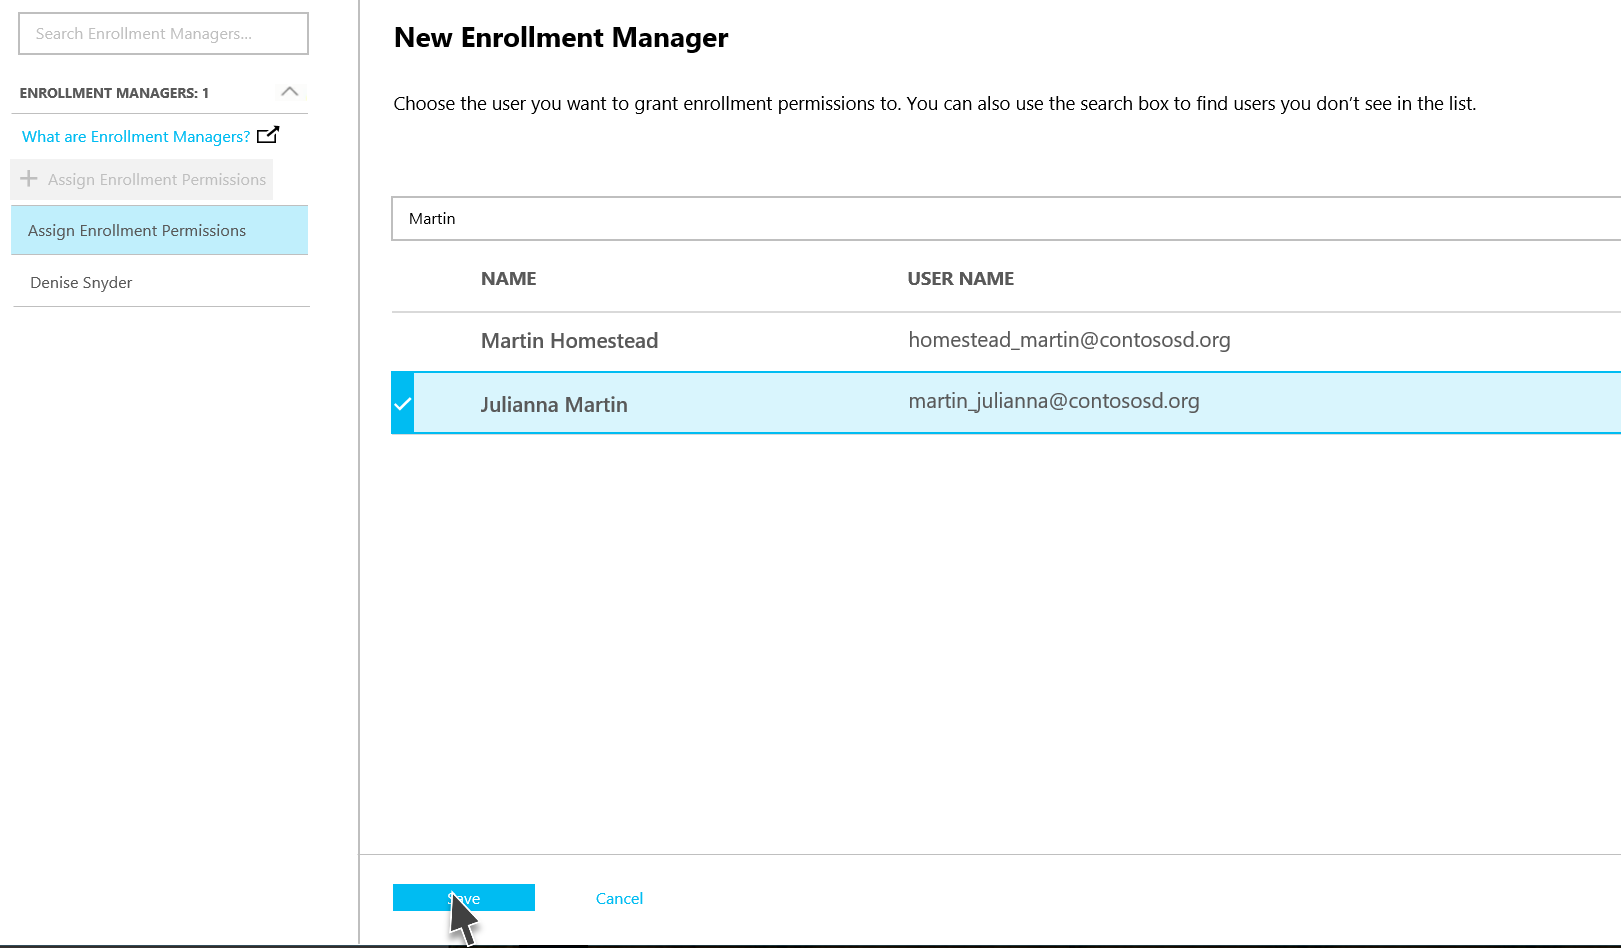 Search Enrollment Managers...
ENROLLMENT MANAGERS: 1
What are Enrollment Managers?
Assign Enrollment Permissions
Assign Enrollment Permissions
Denise Snyder
New Enrollment Manager
Choose the user you want to grant enrollment permissions to. You can also use the search box to find users you don't see in the list.
Martin
NAME USER NAME
Martin Homestead homestead_martin@contososd.org
Julianna Martin martin_julianna@contososd.org
Save Cancel